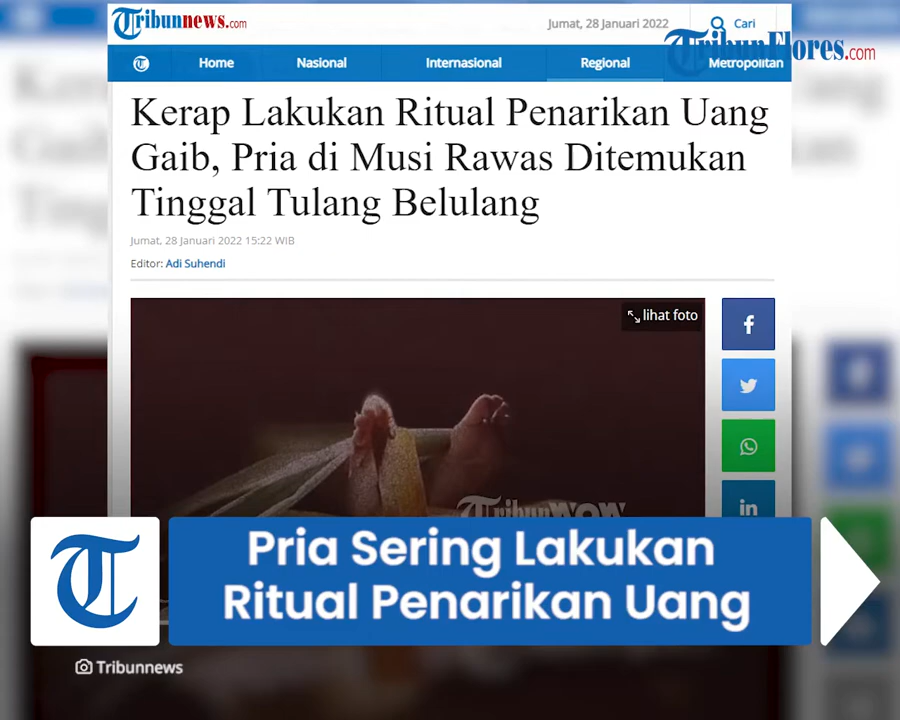 Tribunnews.com
Jumat, 28 Januari 2022
Cari
TribunFlores.com
Home Nasional Internasional Regional Metropolitan
Kerap Lakukan Ritual Penarikan Uang
Gaib, Pria di Musi Rawas Ditemukan
Tinggal Tulang Belulang
Jumat, 28 Januari 2022 15:22 WIB
Editor: Adi Suhendi
lihat foto
f
in
TribunWOW
T
Pria Sering Lakukan
Ritual Penarikan Uang
Tribunnews